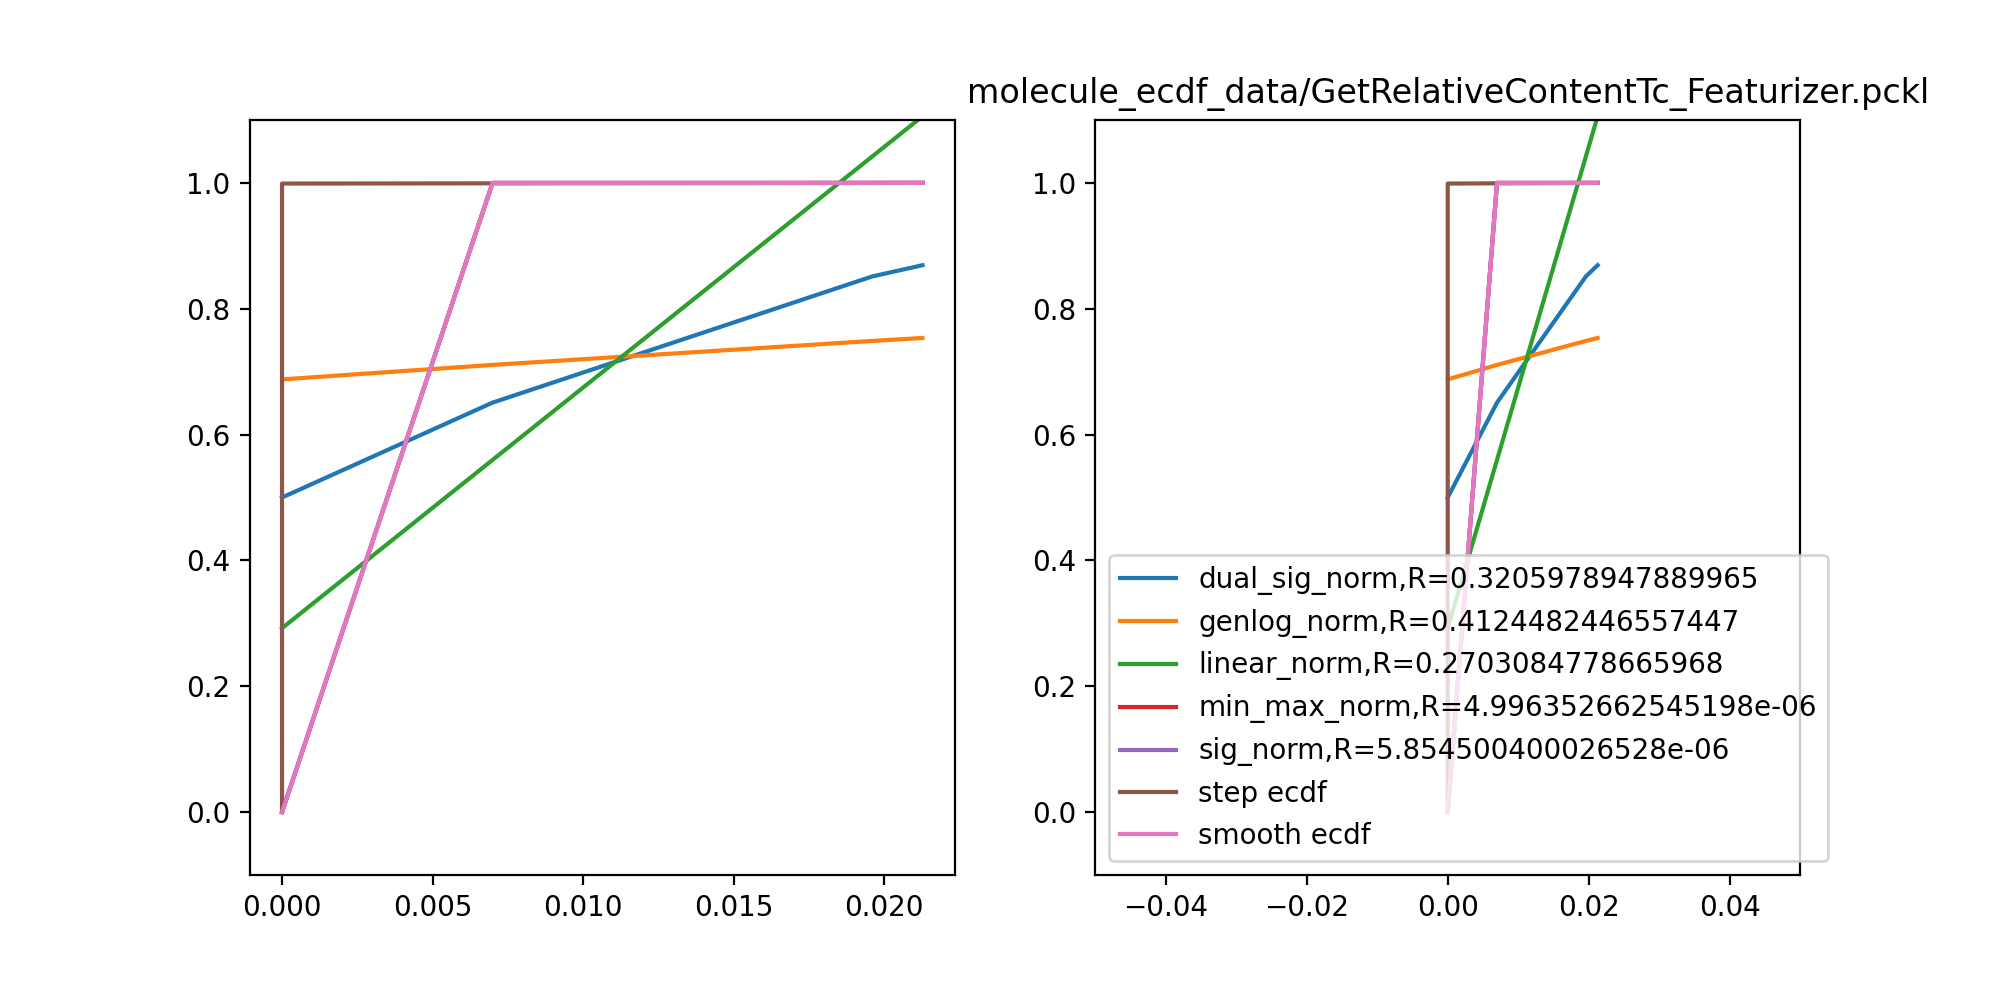 molecule_ecdf_data/GetRelativeContentTc_Featurizer.pckl
1.0
0.8
0.6
0.4
0.2
0.0
0.000 0.005 0.010 0.015 0.020
1.0
0.8
0.6
0.4
0.2
0.0
dual_sig_norm,R=0.3205978947889965
genlog_norm,R=0.4124482446557447
linear_norm,R=0.2703084778665968
min_max_norm,R=4.996352662545198e-06
sig_norm,R=5.854500400026528e-06
step ecdf
smooth ecdf
−0.04 −0.02 0.00 0.02 0.04